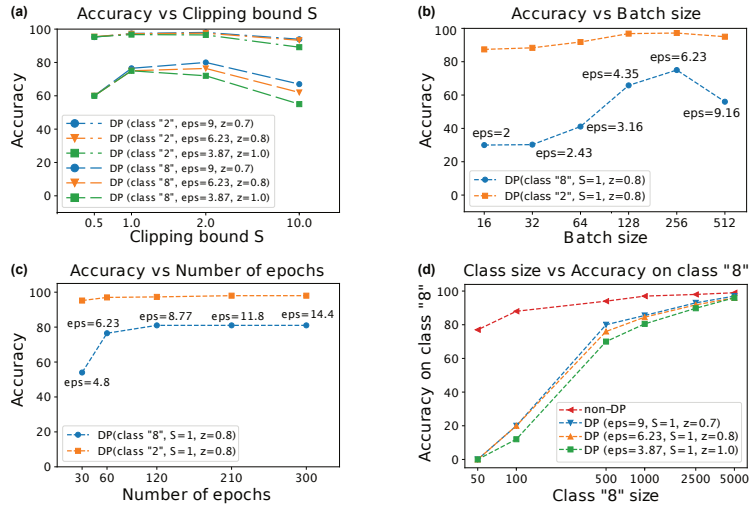 (a)
Accuracy vs Clipping bound S
Accuracy
100
80
60
40
20
0
DP (class "2", eps=9, z=0.7)
DP (class "2", eps=6.23, z=0.8)
DP (class "2", eps=3.87, z=1.0)
DP (class "8", eps=9, z=0.7)
DP (class "8", eps=6.23, z=0.8)
DP (class "8", eps=3.87, z=1.0)
0.5 1.0 2.0 10.0
Clipping bound S
(b)
Accuracy vs Batch size
Accuracy
100
80
60
40
20
0
eps=2
eps=2.43
eps=3.16
eps=4.35
eps=6.23
eps=9.16
DP(class "8", S=1, z=0.8)
DP(class "2", S=1, z=0.8)
16 32 64 128 256 512
Batch size
(c)
Accuracy vs Number of epochs
Accuracy
100
80
60
40
20
0
eps=4.8
eps=6.23
eps=8.77
eps=11.8
eps=14.4
DP(class "8", S=1, z=0.8)
DP(class "2", S=1, z=0.8)
30 60 120 210 300
Number of epochs
(d)
Class size vs Accuracy on class "8"
Accuracy on class "8"
100
80
60
40
20
0
non–DP
DP (eps=9, S=1, z=0.7)
DP (eps=6.23, S=1, z=0.8)
DP (eps=3.87, S=1, z=1.0)
50 100 500 1000 2500 5000
Class "8" size